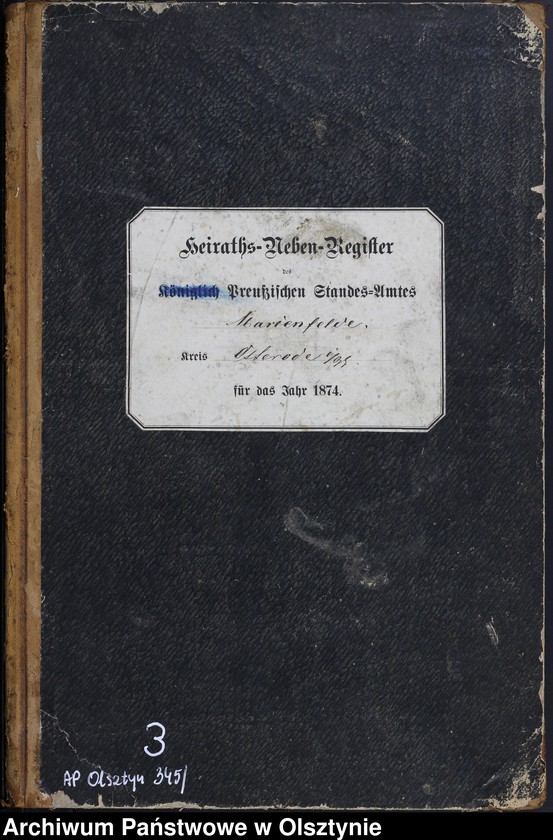 Heiraths-Neben-Register
des
Königlich Preußischen Standes-Amtes
Marienfelde.
Kreis Osterode o/Pr.
für das Jahr 1874.
3
AP Olsztyn 345/
Archiwum Państwowe w Olsztynie